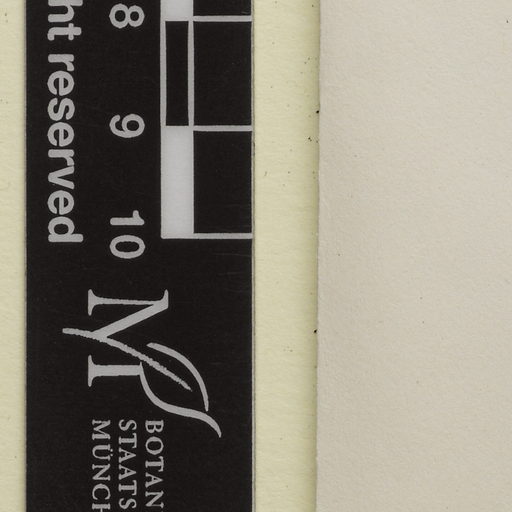 ht reserved
8 9 10
M
BOTAN
STAATS
MÜNCH